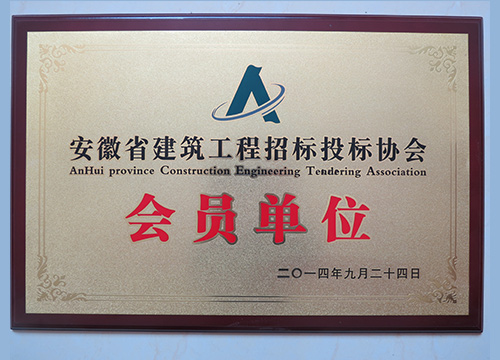 安徽省建筑工程招标投标协会
AnHui province Construction Engineering Tendering Association
会员单位
二〇一四年九月二十四日